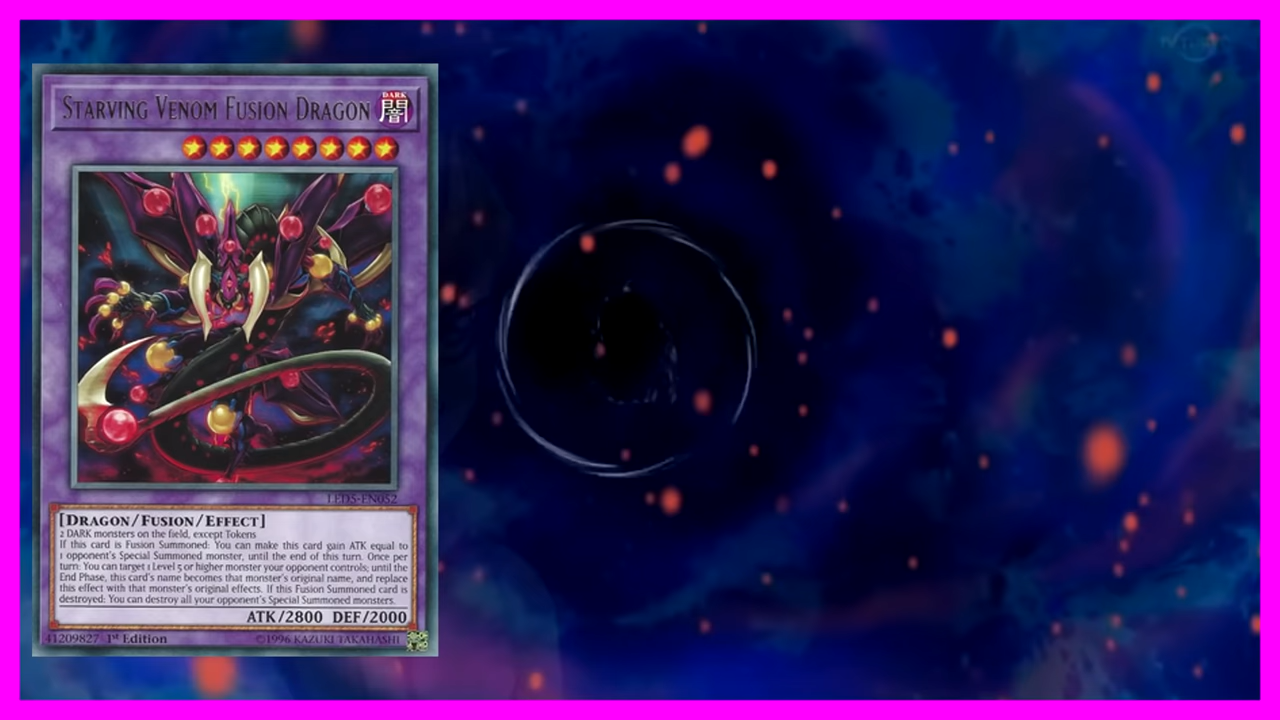 STARVING VENOM FUSION DRAGON
DARK
闇
LED5-EN052
[DRAGON/FUSION/EFFECT]
2 DARK monsters on the field, except Tokens
If this card is Fusion Summoned: You can make this card gain ATK equal to
1 opponent's Special Summoned monster, until the end of this turn. Once per
turn: You can target 1 Level 5 or higher monster your opponent controls; until the
End Phase, this card's name becomes that monster's original name, and replace
this effect with that monster's original effects. If this Fusion Summoned card is
destroyed: You can destroy all your opponent's Special Summoned monsters.
ATK/2800 DEF/2000
41209827 1st Edition
©1996 KAZUKI TAKAHASHI